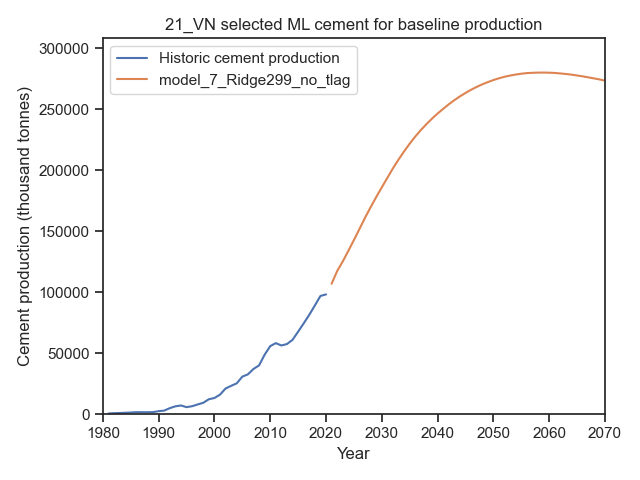 21_VN selected ML cement for baseline production
Historic cement production
model_7_Ridge299_no_tlag
Cement production (thousand tonnes)
300000
250000
200000
150000
100000
50000
0
1980 1990 2000 2010 2020 2030 2040 2050 2060 2070
Year